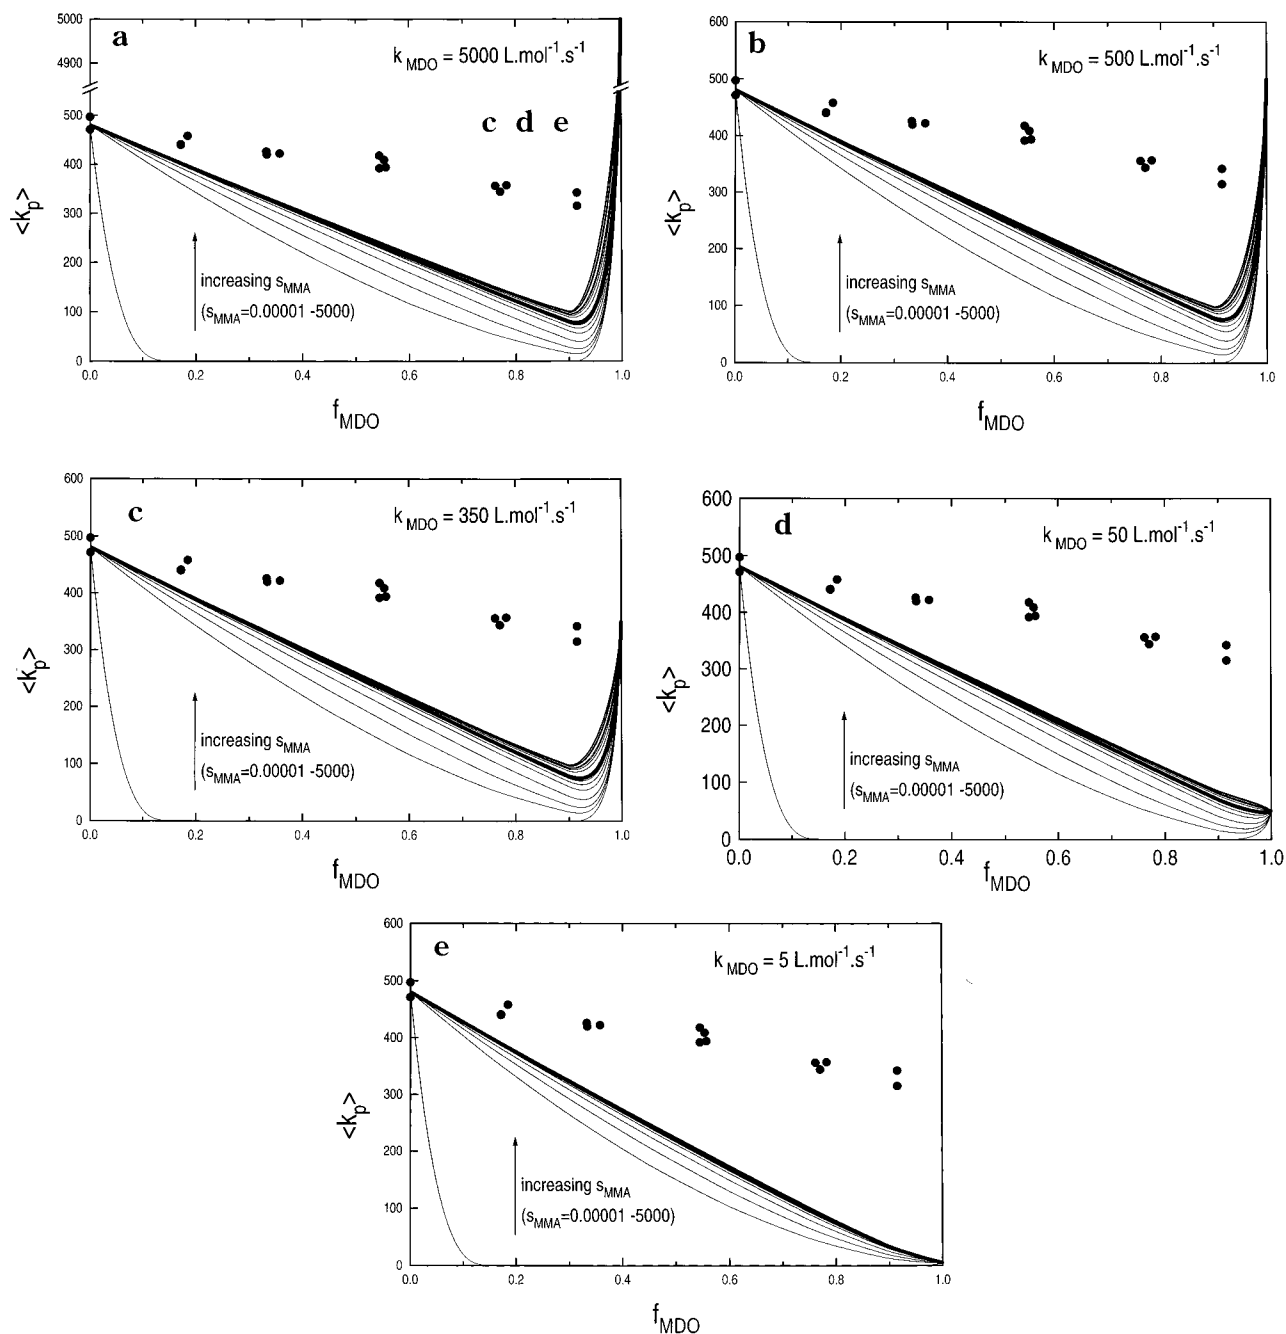 a
k MDO = 5000 L.mol⁻¹.s⁻¹
c d e
5000
4900
500
400
300
200
100
0
<kp>
increasing sMMA
(sMMA=0.00001 -5000)
0.0 0.2 0.4 0.6 0.8 1.0
fMDO
b
k MDO = 500 L.mol⁻¹.s⁻¹
600
500
400
300
200
100
0
<kp>
increasing sMMA
(sMMA=0.00001 -5000)
0.0 0.2 0.4 0.6 0.8 1.0
fMDO
c
k MDO = 350 L.mol⁻¹.s⁻¹
600
500
400
300
200
100
0
<kp>
increasing sMMA
(sMMA=0.00001 -5000)
0.0 0.2 0.4 0.6 0.8 1.0
fMDO
d
k MDO = 50 L.mol⁻¹.s⁻¹
600
500
400
300
200
100
0
<kp>
increasing sMMA
(sMMA=0.00001 -5000)
0.0 0.2 0.4 0.6 0.8 1.0
fMDO
e
k MDO = 5 L.mol⁻¹.s⁻¹
600
500
400
300
200
100
0
<kp>
increasing sMMA
(sMMA=0.00001 -5000)
0.0 0.2 0.4 0.6 0.8 1.0
fMDO